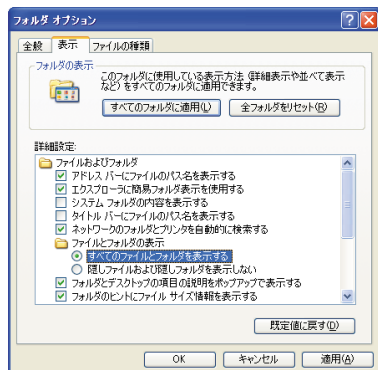 フォルダ オプション
全般 表示 ファイルの種類
フォルダの表示
このフォルダに使用している表示方法 (詳細表示や並べて表示
など) をすべてのフォルダに適用できます。
すべてのフォルダに適用(L) 全フォルダをリセット(R)
詳細設定:
ファイルおよびフォルダ
アドレス バーにファイルのパス名を表示する
エクスプローラに簡易フォルダ表示を使用する
システム フォルダの内容を表示する
タイトル バーにファイルのパス名を表示する
ネットワークのフォルダとプリンタを自動的に検索する
ファイルとフォルダの表示
すべてのファイルとフォルダを表示する
隠しファイルおよび隠しフォルダを表示しない
フォルダとデスクトップの項目の説明をポップアップで表示する
フォルダのヒントにファイル サイズ情報を表示する
既定値に戻す(D)
OK キャンセル 適用(A)